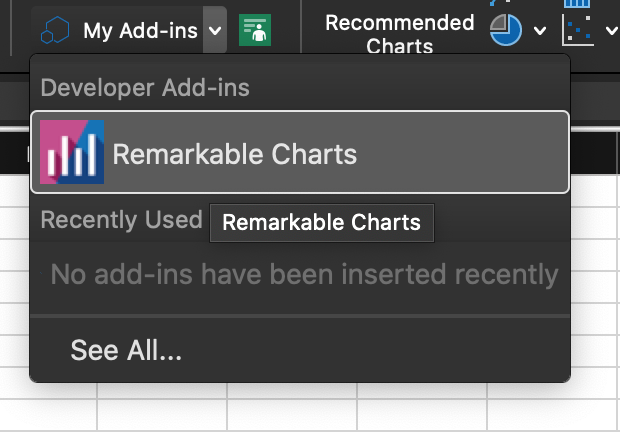 My Add-ins
Recommended
Charts
Developer Add-ins
Remarkable Charts
Recently Used
Remarkable Charts
No add-ins have been inserted recently
See All...